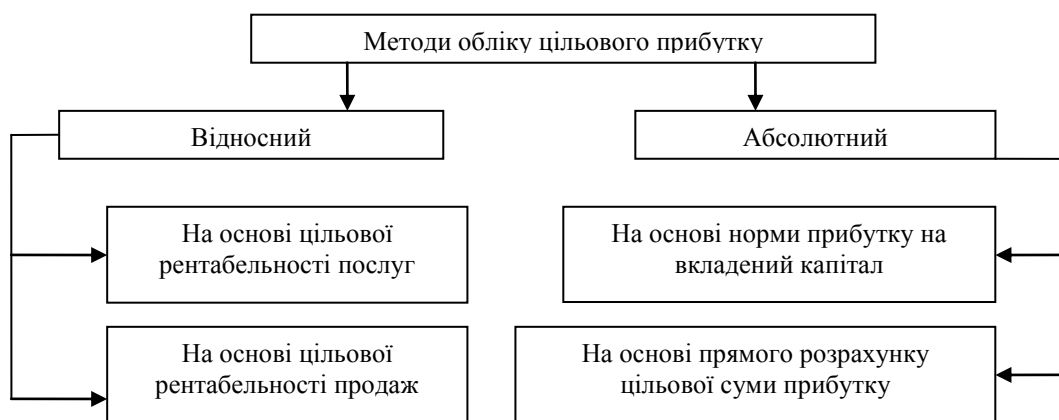 Методи обліку цільового прибутку
Відносний
Абсолютний
На основі цільової
рентабельності послуг
На основі норми прибутку на
вкладений капітал
На основі цільової
рентабельності продаж
На основі прямого розрахунку
цільової суми прибутку